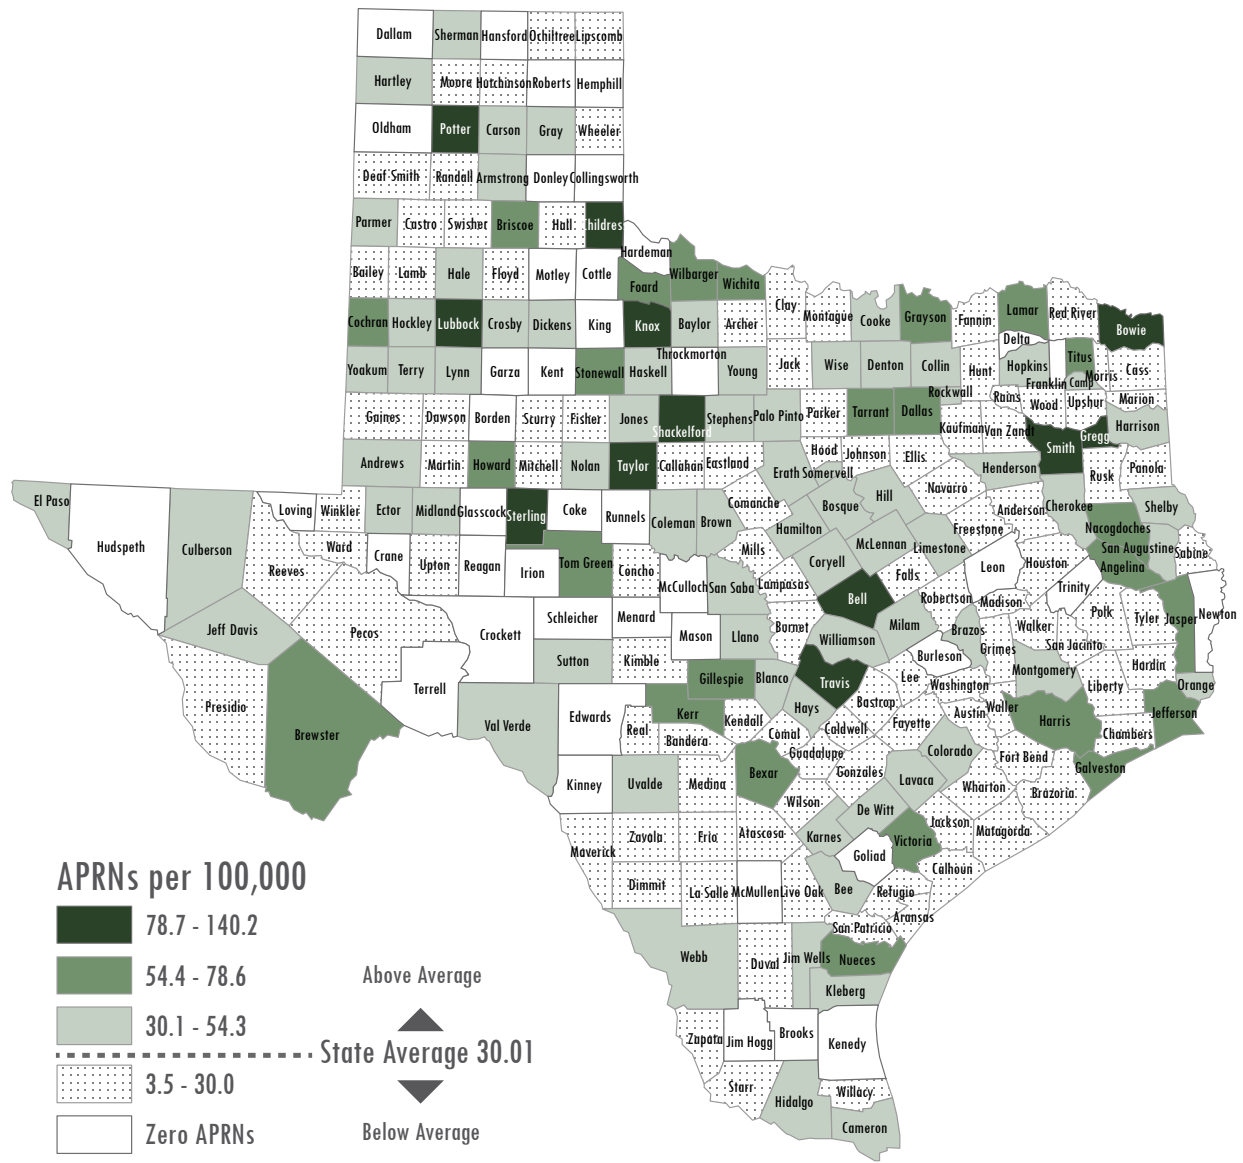 Dallam Sherman Hansford Ochiltree Lipscomb
Hartley Moore Hutchinson Roberts Hemphill
Oldham Potter Carson Gray Wheeler
Deaf Smith Randall Armstrong Donley Collingsworth
Parmer Castro Swisher Briscoe Hall Childres
Hardeman
Bailey Lamb Hale Floyd Motley Cottle Foard Wilbarger Wichita
Clay Montague Cooke Grayson Fannin Lamar Red River Bowie
Cochran Hockley Lubbock Crosby Dickens King Knox Baylor Archer
Delta Titus
Throckmorton
Yoakum Terry Lynn Garza Kent Stonewall Haskell Young Jack Wise Denton Collin Hunt Hopkins Franklin Camp Morris Cass
Rockwall Rains Wood Upshur Marion
Gaines Dawson Borden Scurry Fisher Jones Shackelford Stephens Palo Pinto Parker Tarrant Dallas Kaufman Van Zandt Smith Gregg Harrison
Andrews Martin Howard Mitchell Nolan Taylor Callahan Eastland Erath Somervell Hood Johnson Ellis Henderson Rusk Panola
El Paso Hudspeth Culberson Loving Winkler Ector Midland Glasscock Sterling Coke Runnels Coleman Brown Comanche Hamilton Bosque Hill Navarro Freestone Anderson Cherokee Shelby
Reeves Ward Crane Upton Reagan Irion Tom Green Concho McCulloch San Saba Mills Lampasas Coryell McLennan Limestone Falls Leon Houston Nacogdoches San Augustine Sabine Angelina
Jeff Davis Pecos Crockett Schleicher Menard Mason Llano Burnet Bell Milam Robertson Madison Trinity Walker Polk Tyler Jasper Newton
Williamson Brazos Grimes San Jacinto
Presidio Brewster Terrell Val Verde Sutton Kimble Gillespie Blanco Travis Burleson Lee Washington Montgomery Liberty Hardin Orange
Edwards Real Kerr Kendall Hays Bastrop Caldwell Fayette Austin Waller Harris Chambers Jefferson
Bandera Comal Guadalupe
Kinney Uvalde Medina Bexar Gonzales Lavaca Colorado Fort Bend Galveston
Wilson De Witt Wharton Brazoria
Maverick Zavala Frio Atascosa Karnes Goliad Victoria Jackson Matagorda
Dimmit La Salle McMullen Live Oak Bee Refugio Calhoun
Aransas
San Patricio
Webb Duval Jim Wells Nueces
Kleberg
Zapata Jim Hogg Brooks Kenedy
Starr Hidalgo Willacy
Cameron
APRNs per 100,000
78.7 - 140.2
54.4 - 78.6
30.1 - 54.3
3.5 - 30.0
Zero APRNs
Above Average
State Average 30.01
Below Average